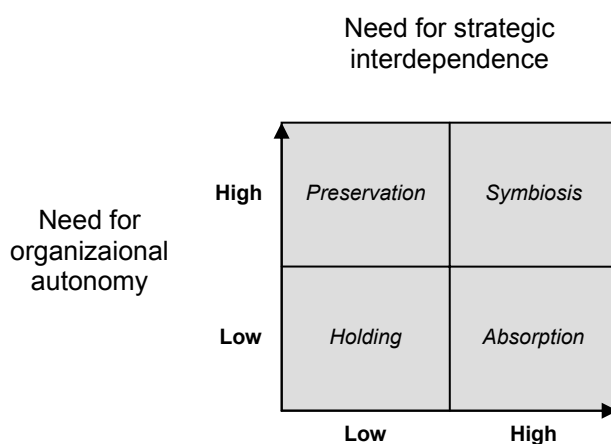 Need for strategic
interdependence
High
Preservation
Symbiosis
Need for
organizaional
autonomy
Low
Holding
Absorption
Low
High